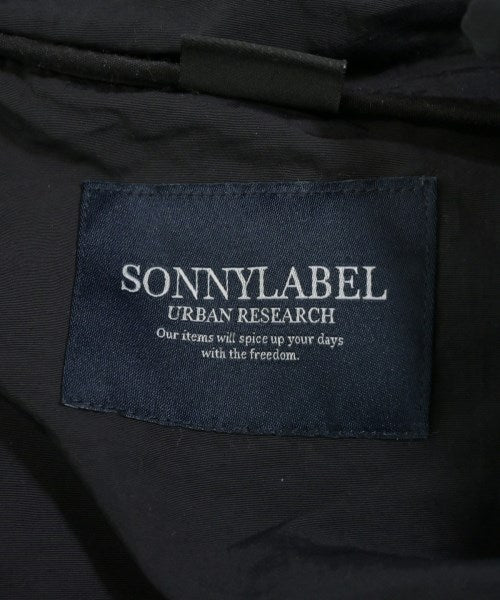 SONNYLABEL
URBAN RESEARCH
Our items will spice up your days
with the freedom.